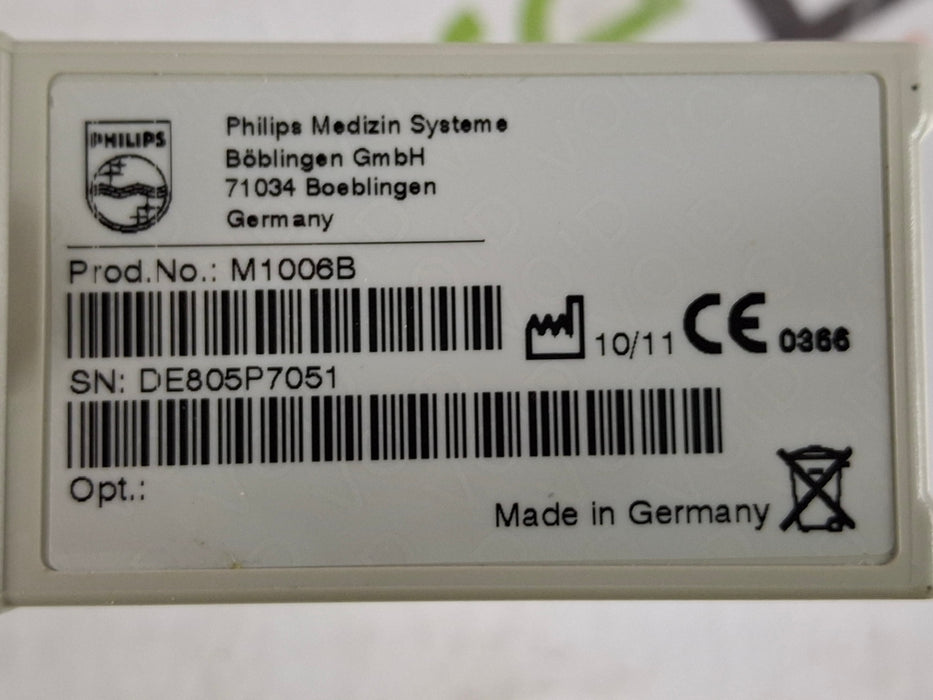 PHILIPS
Philips Medizin Systeme
Böblingen GmbH
71034 Boeblingen
Germany
Prod.No.: M1006B
10/11 CE 0366
SN: DE805P7051
Opt.:
Made in Germany